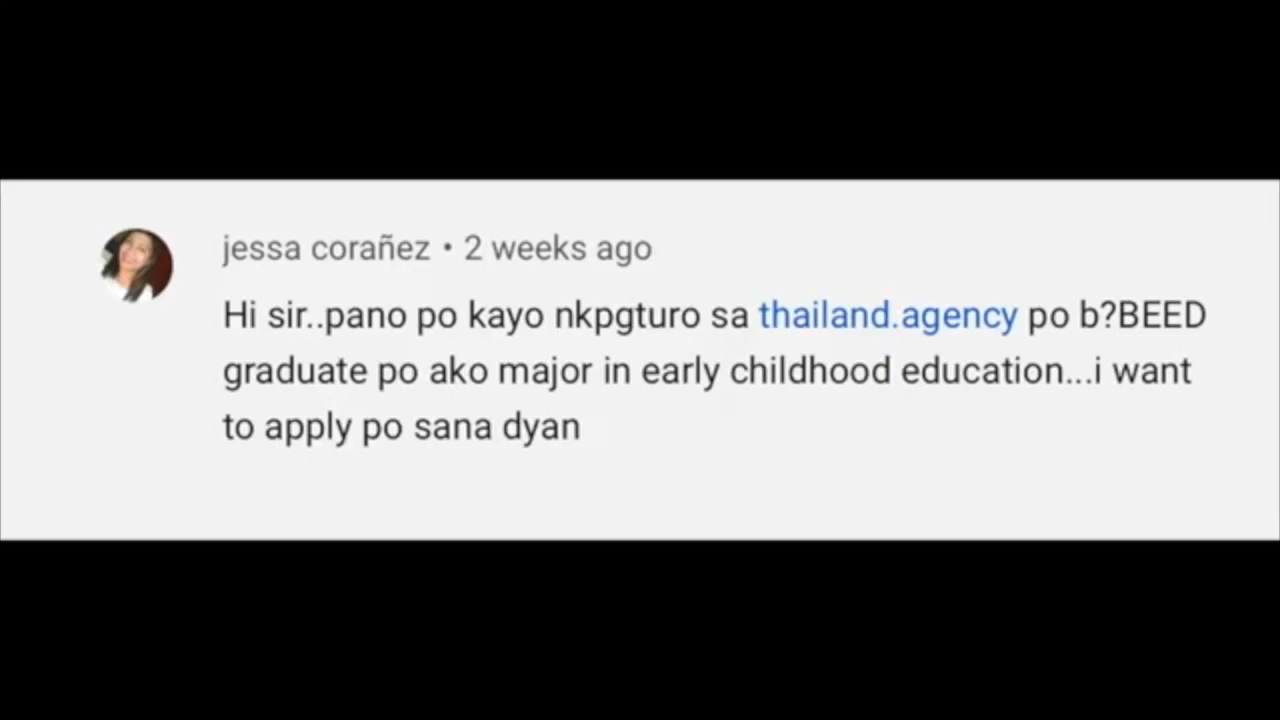 jessa corañez • 2 weeks ago
Hi sir..pano po kayo nkpgturo sa thailand.agency po b?BEED
graduate po ako major in early childhood education...i want
to apply po sana dyan